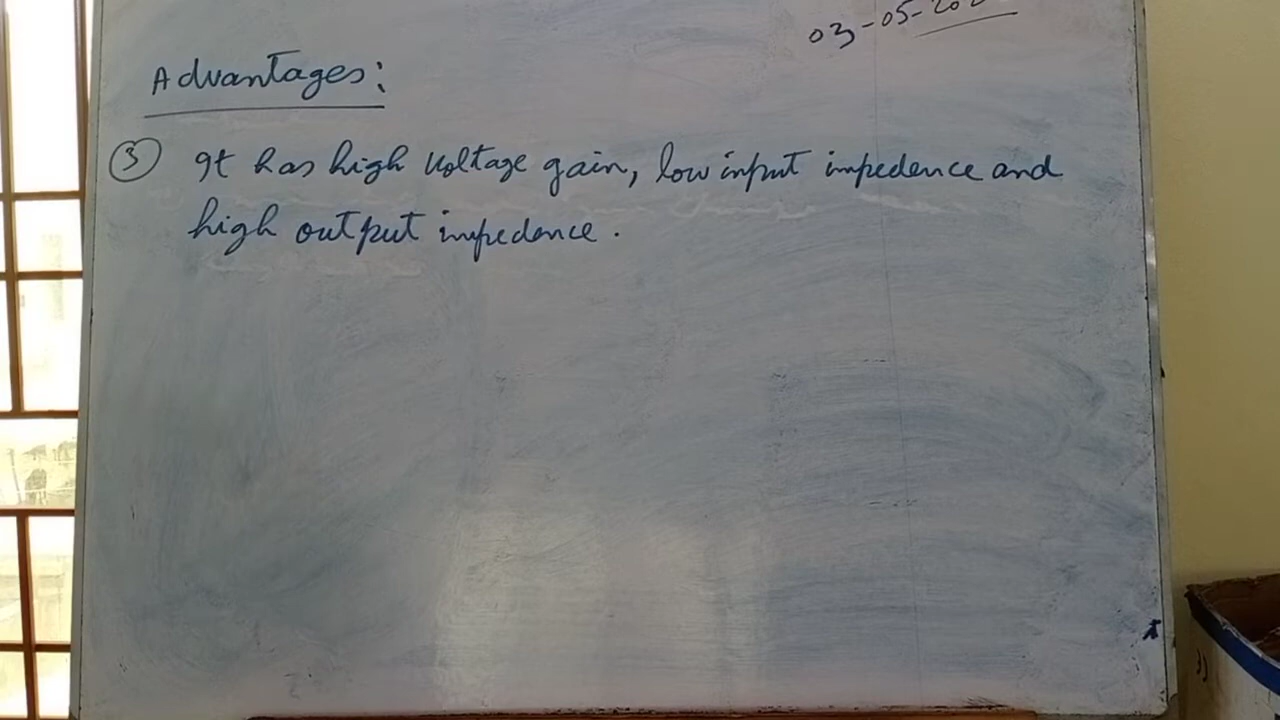 03-05-
Advantages:
③ It has high voltage gain, low input impedence and
high output impedence.